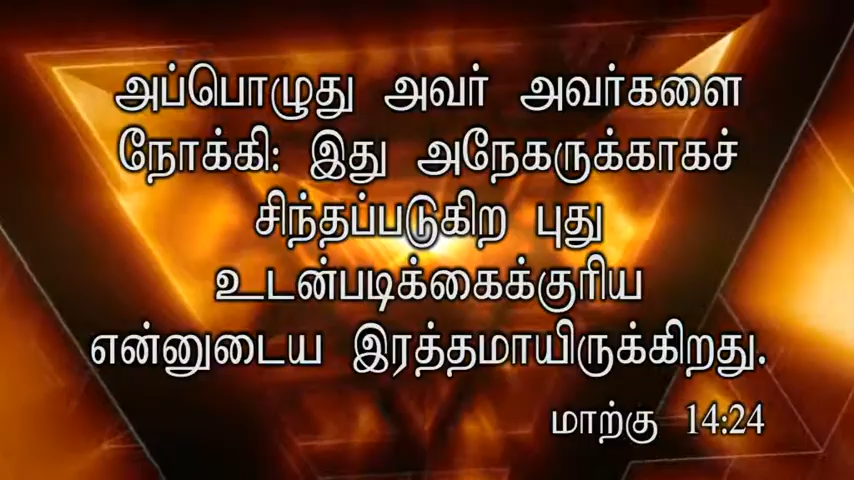 அப்பொழுது அவர் அவர்களை
நோக்கி: இது அநேகருக்காகச்
சிந்தப்படுகிற புது
உடன்படிக்கைக்குரிய
என்னுடைய இரத்தமாயிருக்கிறது.
மாற்கு 14:24